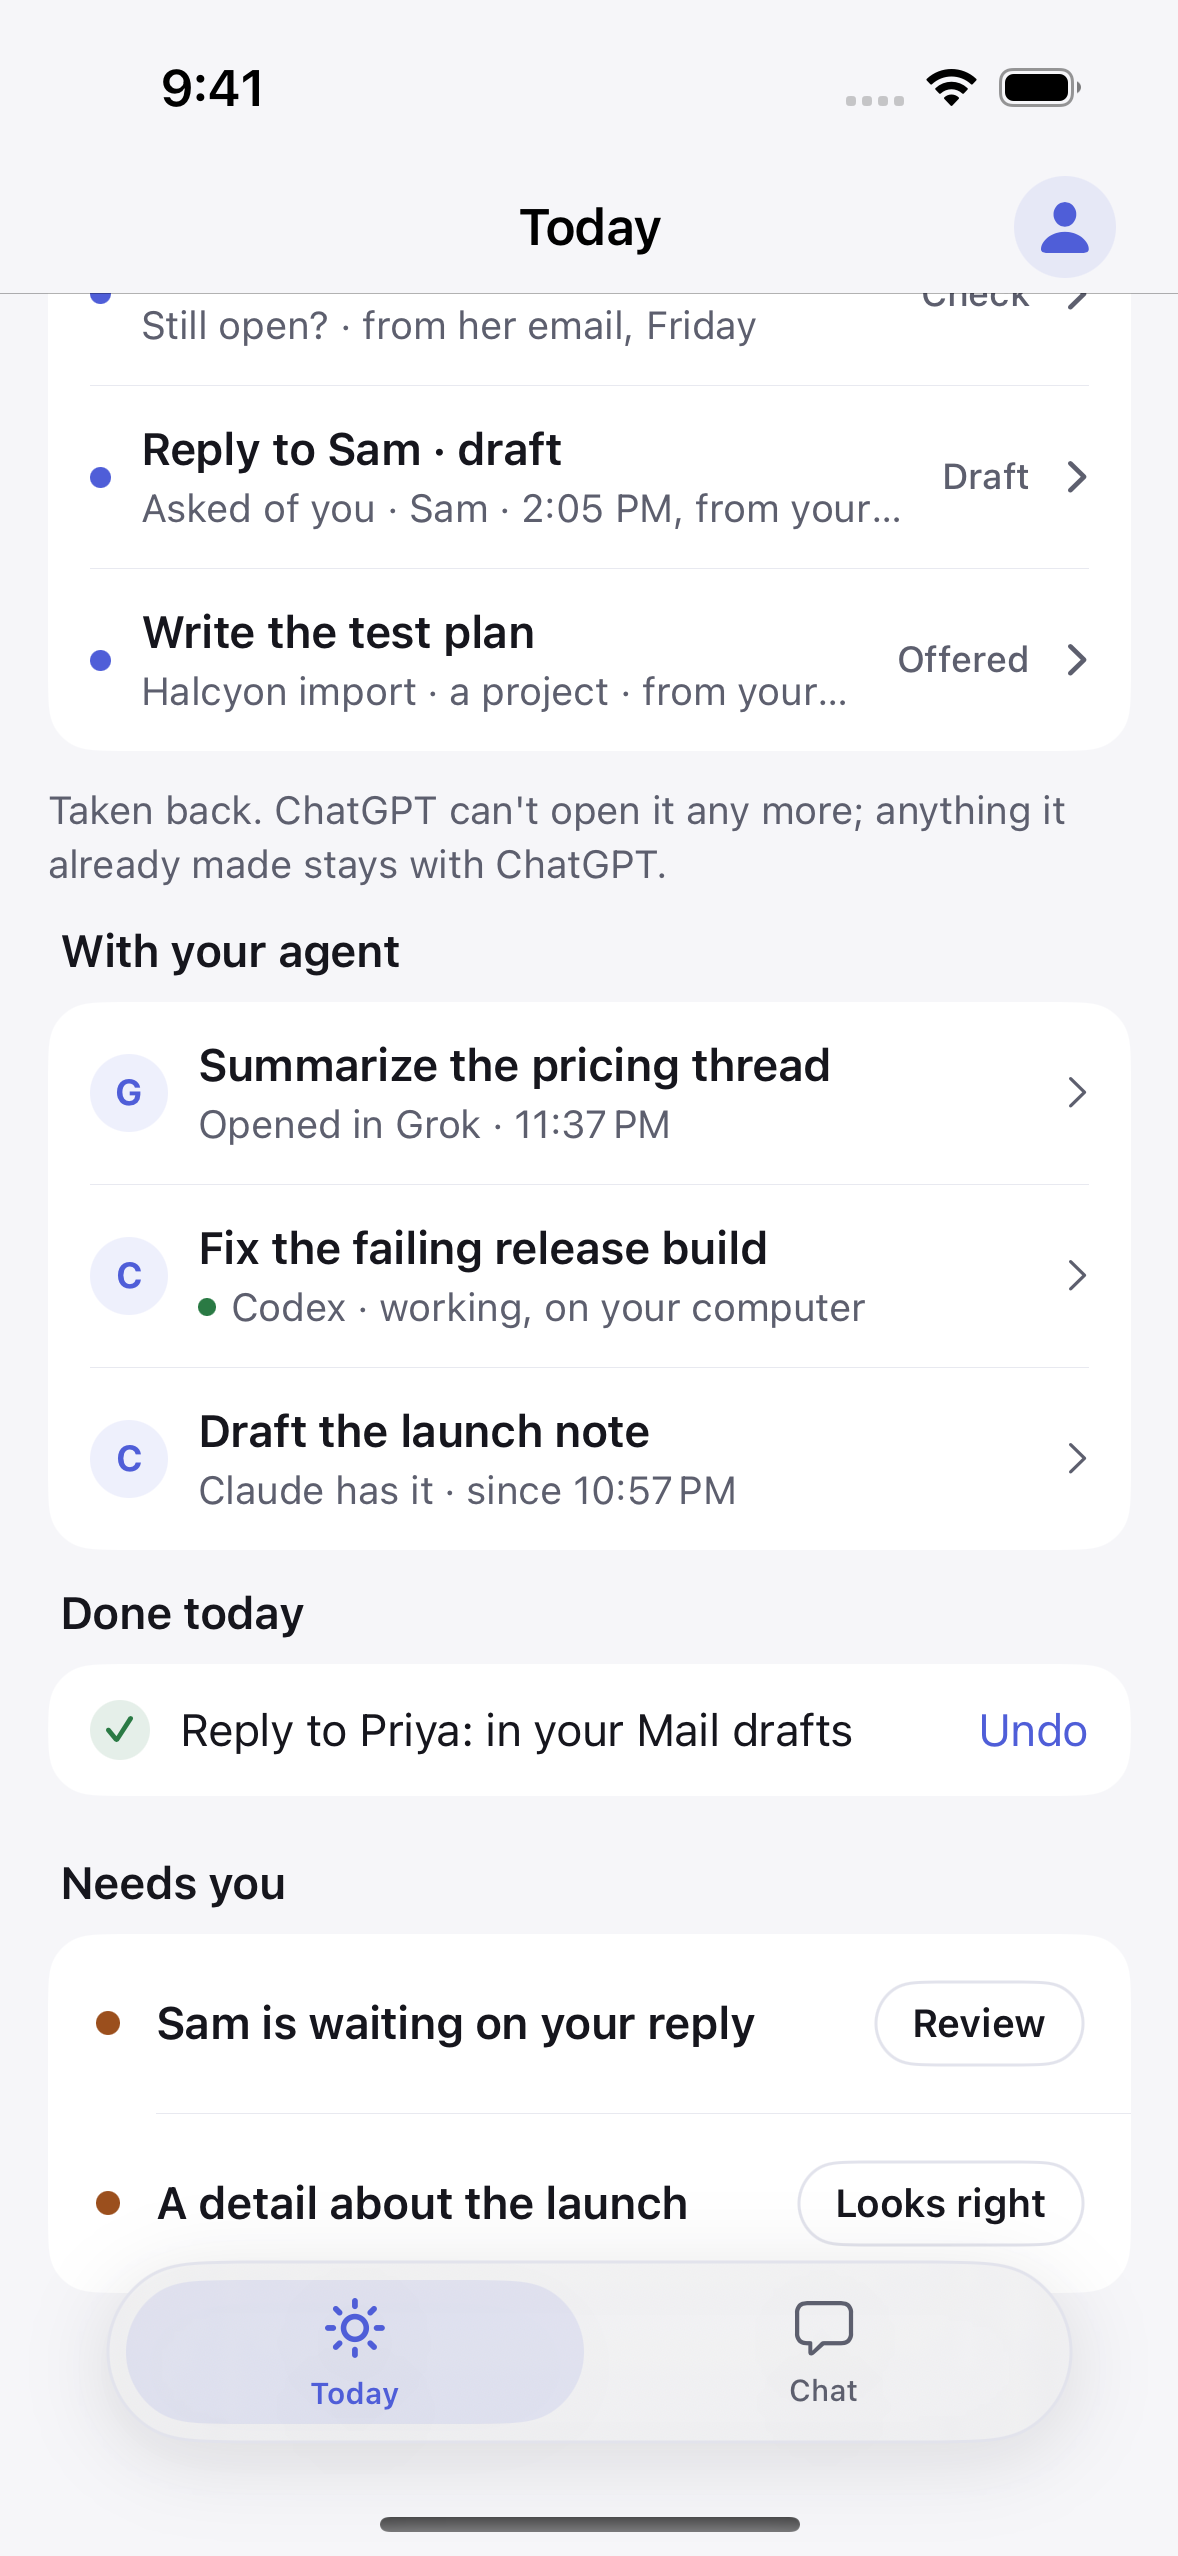 9:41
Today
Check
Still open? · from her email, Friday
Reply to Sam · draft
Draft
Asked of you · Sam · 2:05 PM, from your…
Write the test plan
Offered
Halcyon import · a project · from your…
Taken back. ChatGPT can't open it any more; anything it
already made stays with ChatGPT.
With your agent
G
Summarize the pricing thread
Opened in Grok · 11:37 PM
C
Fix the failing release build
Codex · working, on your computer
C
Draft the launch note
Claude has it · since 10:57 PM
Done today
Reply to Priya: in your Mail drafts
Undo
Needs you
Sam is waiting on your reply
Review
A detail about the launch
Looks right
Today
Chat